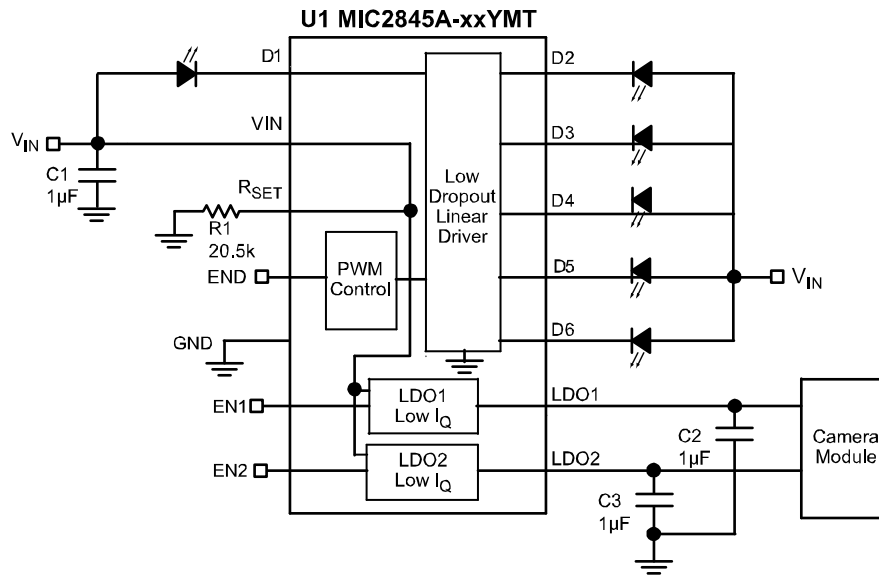 U1 MIC2845A-xxYMT
D1
D2
VIN
VIN
D3
C1
1µF
RSET
R1
20.5k
Low
Dropout
Linear
Driver
D4
END
PWM
Control
D5
VIN
GND
D6
EN1
LDO1
Low IQ
LDO1
C2
1µF
Camera
Module
EN2
LDO2
Low IQ
LDO2
C3
1µF